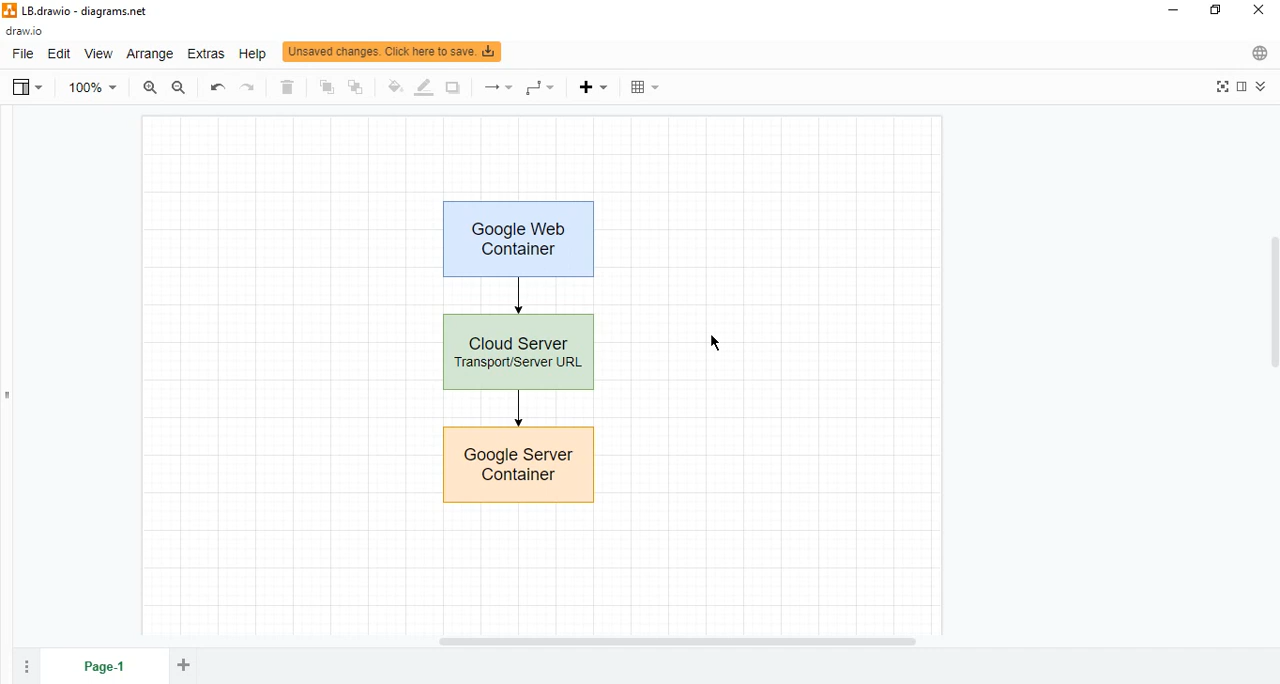 LB.drawio - diagrams.net
draw.io
File Edit View Arrange Extras Help Unsaved changes. Click here to save.
100%
Google Web
Container
Cloud Server
Transport/Server URL
Google Server
Container
Page-1